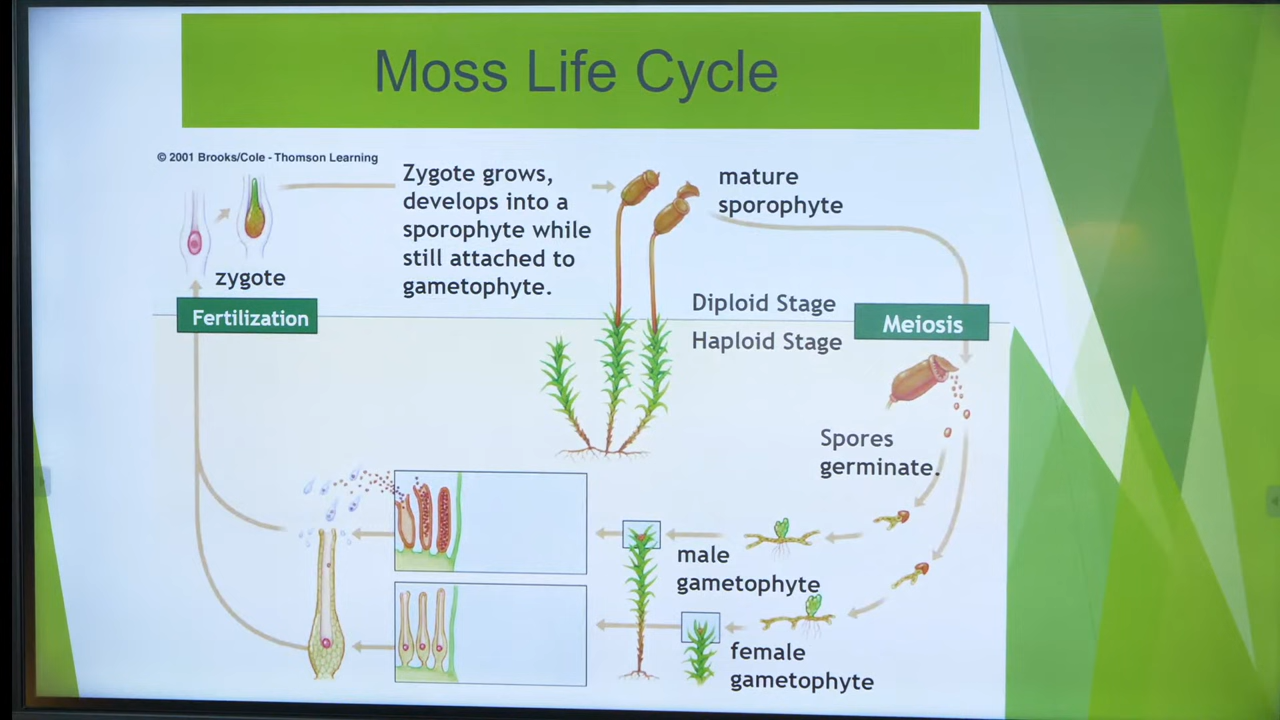 Moss Life Cycle
© 2001 Brooks/Cole - Thomson Learning
Zygote grows,
develops into a
sporophyte while
still attached to
gametophyte.
mature
sporophyte
zygote
Fertilization
Diploid Stage
Haploid Stage
Meiosis
Spores
germinate.
male
gametophyte
female
gametophyte